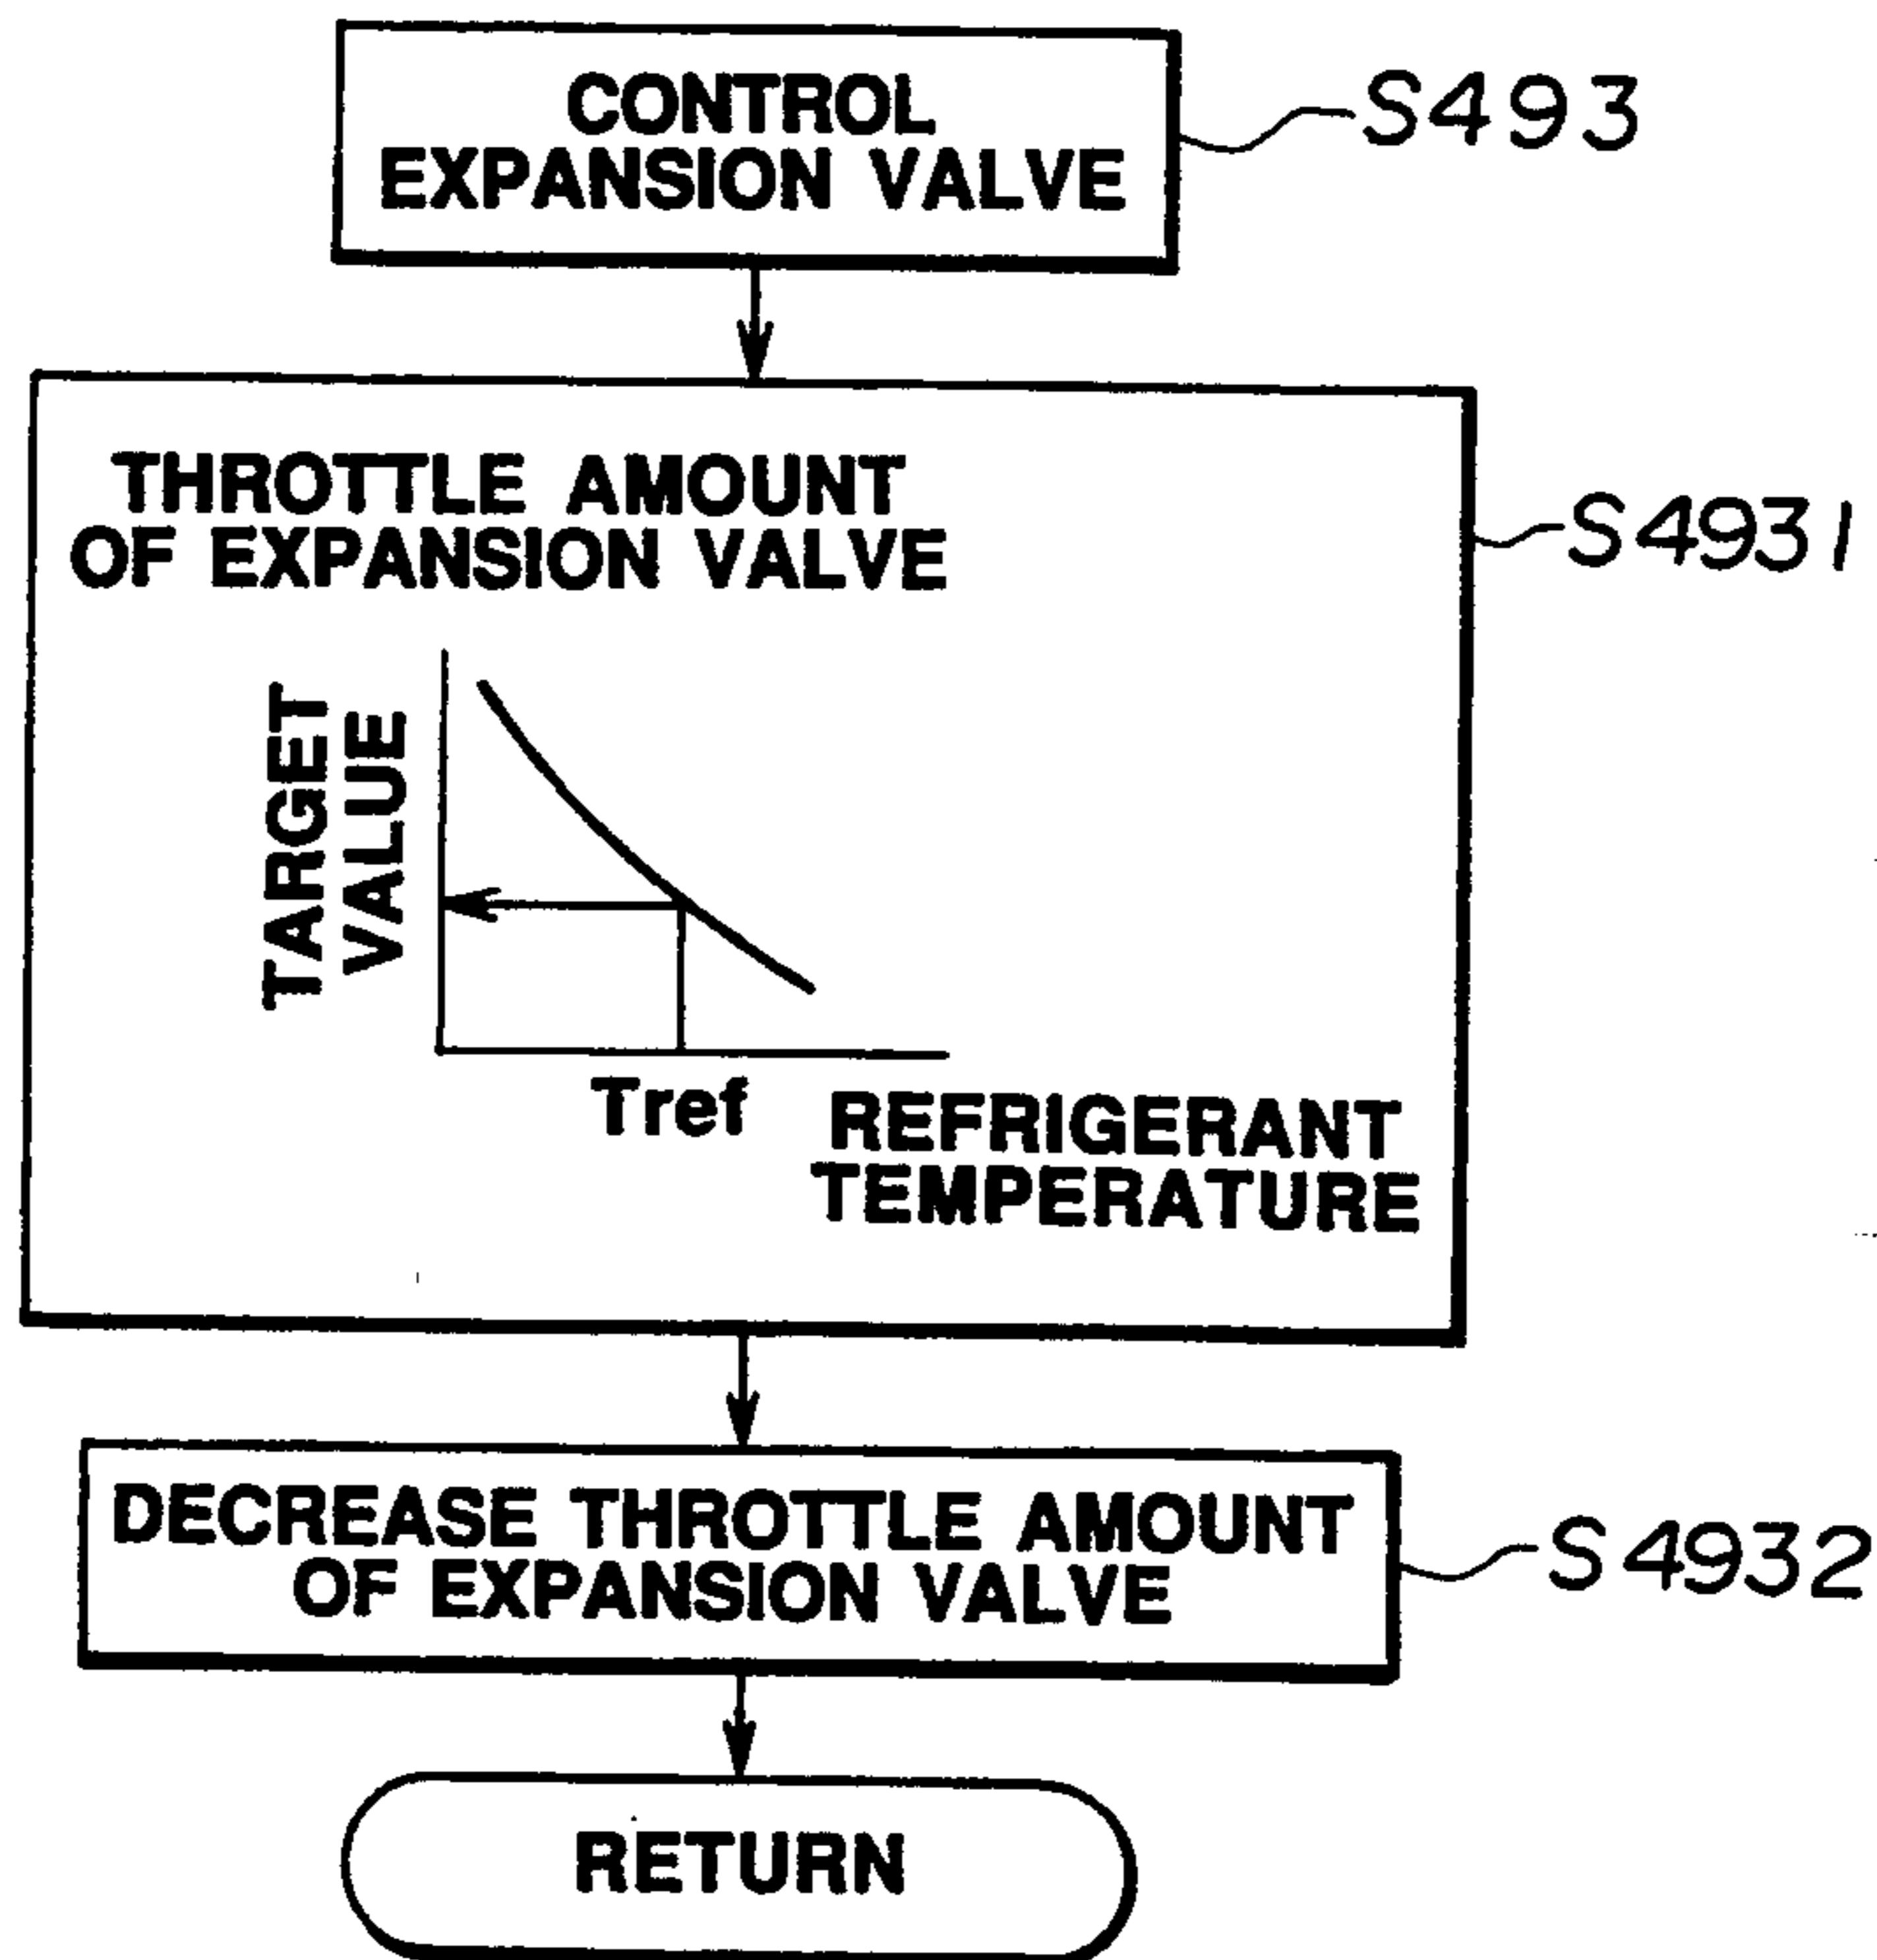 CONTROL
EXPANSION VALVE
S493
THROTTLE AMOUNT
OF EXPANSION VALVE
S4931
TARGET
VALUE
Tref
REFRIGERANT
TEMPERATURE
DECREASE THROTTLE AMOUNT
OF EXPANSION VALVE
S4932
RETURN